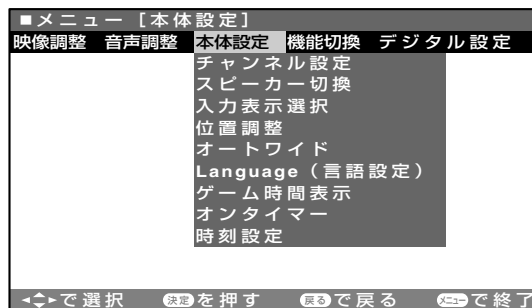 ■メニュー [本体設定]
映像調整 音声調整 本体設定 機能切換 デジタル設定
チャンネル設定
スピーカー切換
入力表示選択
位置調整
オートワイド
Language(言語設定)
ゲーム時間表示
オンタイマー
時刻設定
で選択 決定を押す 戻るで戻る メニューで終了